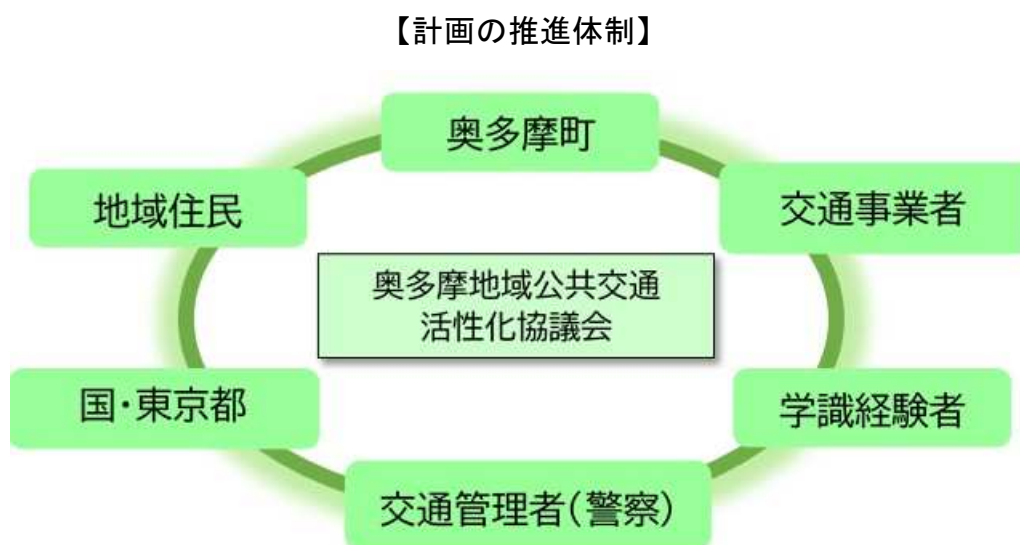 【計画の推進体制】
奥多摩町
地域住民
交通事業者
奥多摩地域公共交通
活性化協議会
国・東京都
学識経験者
交通管理者(警察)